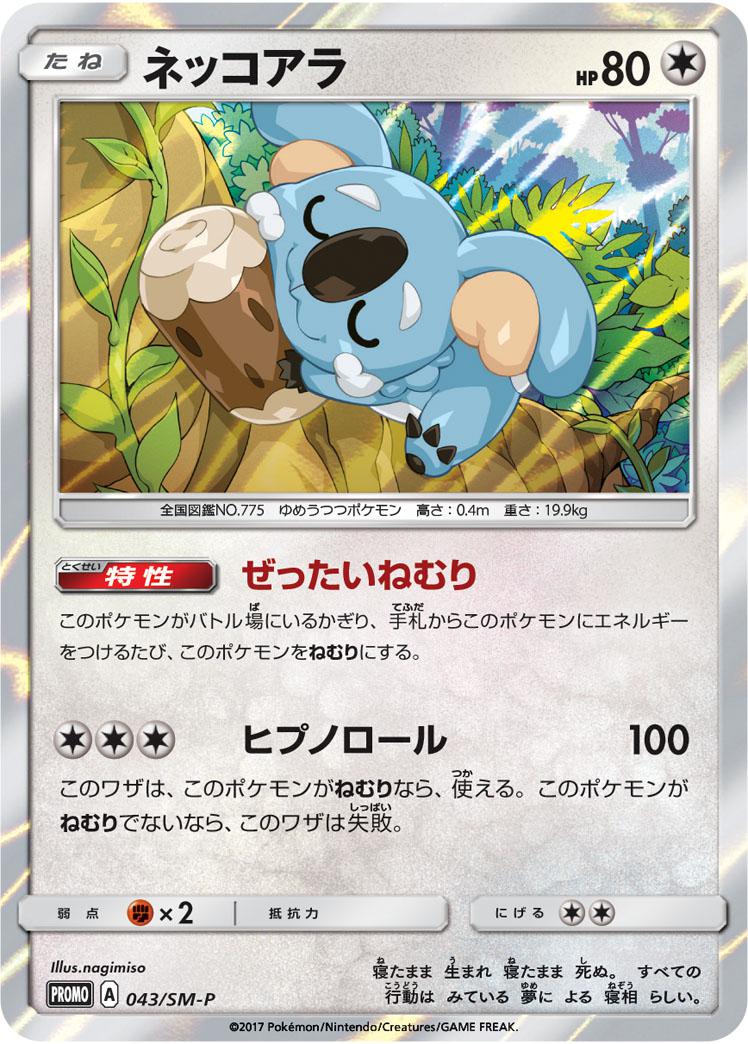 たね ネッコアラ HP80
全国図鑑NO.775 ゆめうつつポケモン 高さ：0.4m 重さ：19.9kg
とくせい
特性 ぜったいねむり
このポケモンがバトル場にいるかぎり、手札からこのポケモンにエネルギー
をつけるたび、このポケモンをねむりにする。
ヒプノロール 100
このワザは、このポケモンがねむりなら、使える。このポケモンが
ねむりでないなら、このワザは失敗。
弱点 ×2 抵抗力 にげる
Illus.nagimiso
寝たまま 生まれ 寝たまま 死ぬ。 すべての
行動は みている 夢に よる 寝相 らしい。
PROMO A 043/SM-P
©2017 Pokémon/Nintendo/Creatures/GAME FREAK.